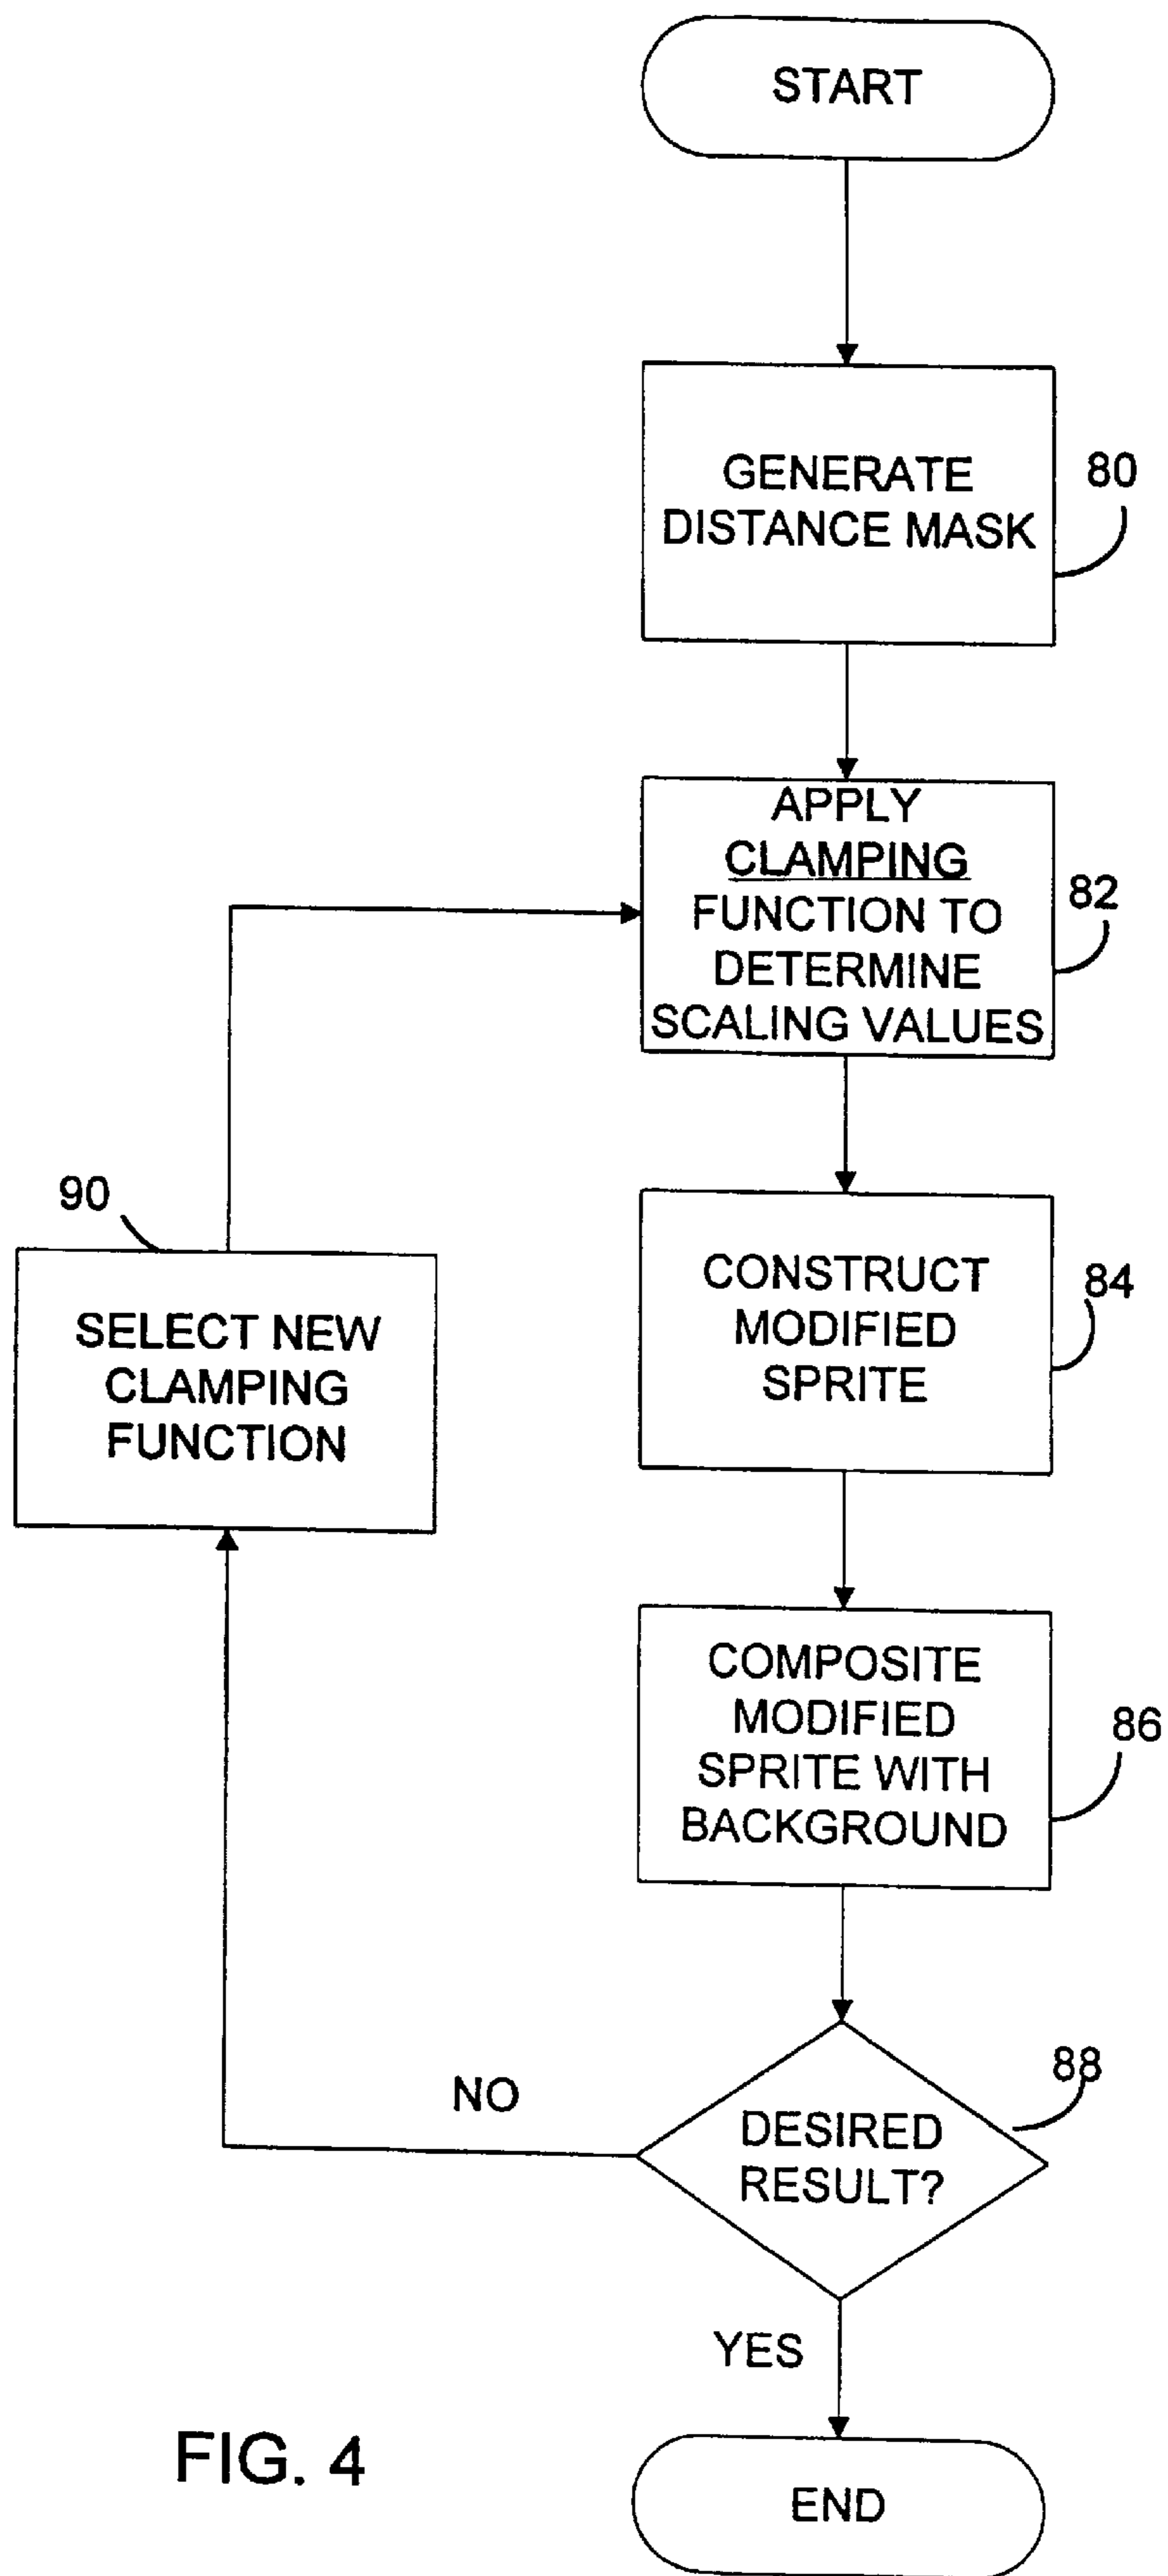 START
GENERATE
DISTANCE MASK
80
APPLY
CLAMPING
FUNCTION TO
DETERMINE
SCALING VALUES
82
90
SELECT NEW
CLAMPING
FUNCTION
CONSTRUCT
MODIFIED
SPRITE
84
COMPOSITE
MODIFIED
SPRITE WITH
BACKGROUND
86
88
NO
DESIRED
RESULT?
YES
FIG. 4
END